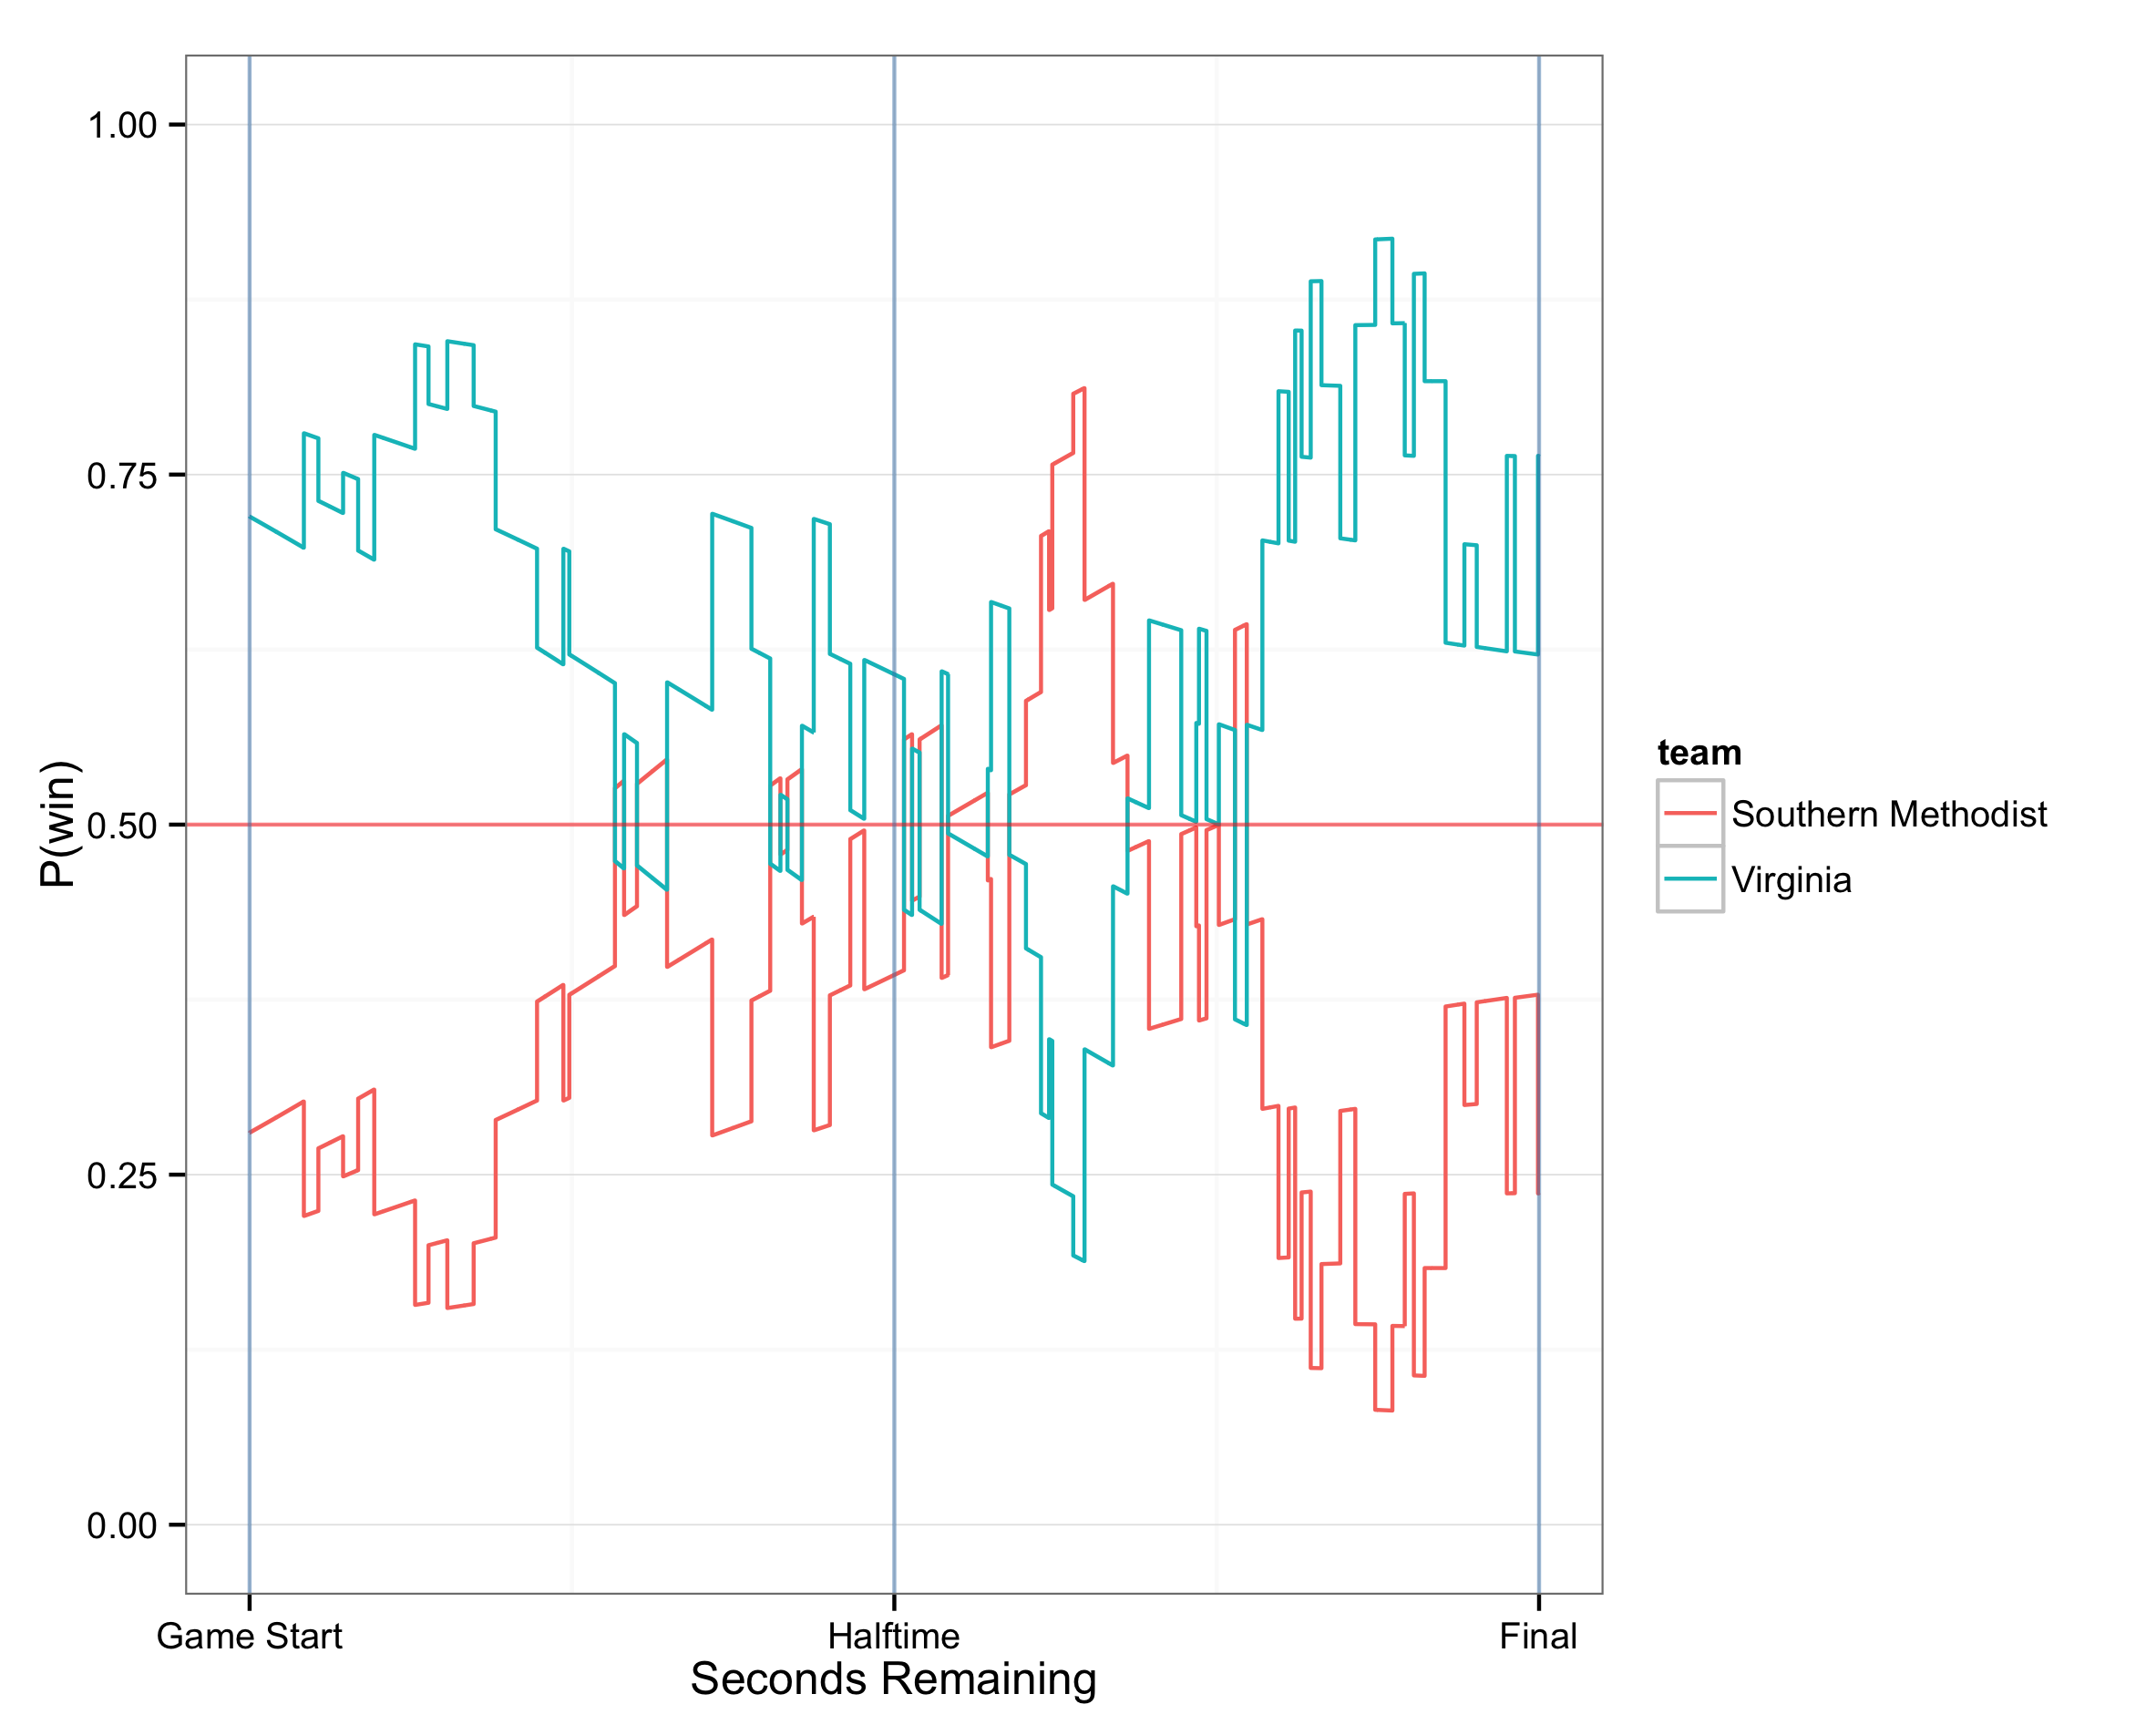 1.00
0.75
0.50
0.25
0.00
P(win)
Game Start
Halftime
Final
Seconds Remaining
team
Southern Methodist
Virginia